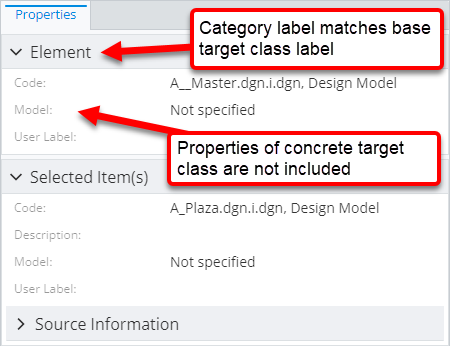 Properties
Category label matches base
target class label
Element
Code: A__Master.dgn.i.dgn, Design Model
Model: Not specified
User Label:
Properties of concrete target
class are not included
Selected Item(s)
Code: A_Plaza.dgn.i.dgn, Design Model
Description:
Model: Not specified
User Label:
Source Information